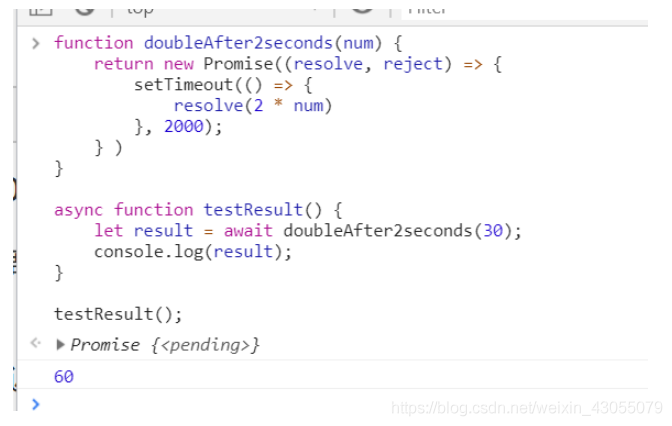 top
Filter
> function doubleAfter2seconds(num) {
    return new Promise((resolve, reject) => {
        setTimeout(() => {
            resolve(2 * num)
        }, 2000);
    } )
}

async function testResult() {
    let result = await doubleAfter2seconds(30);
    console.log(result);
}

testResult();
Promise {<pending>}
60
https://blog.csdn.net/weixin_43055079